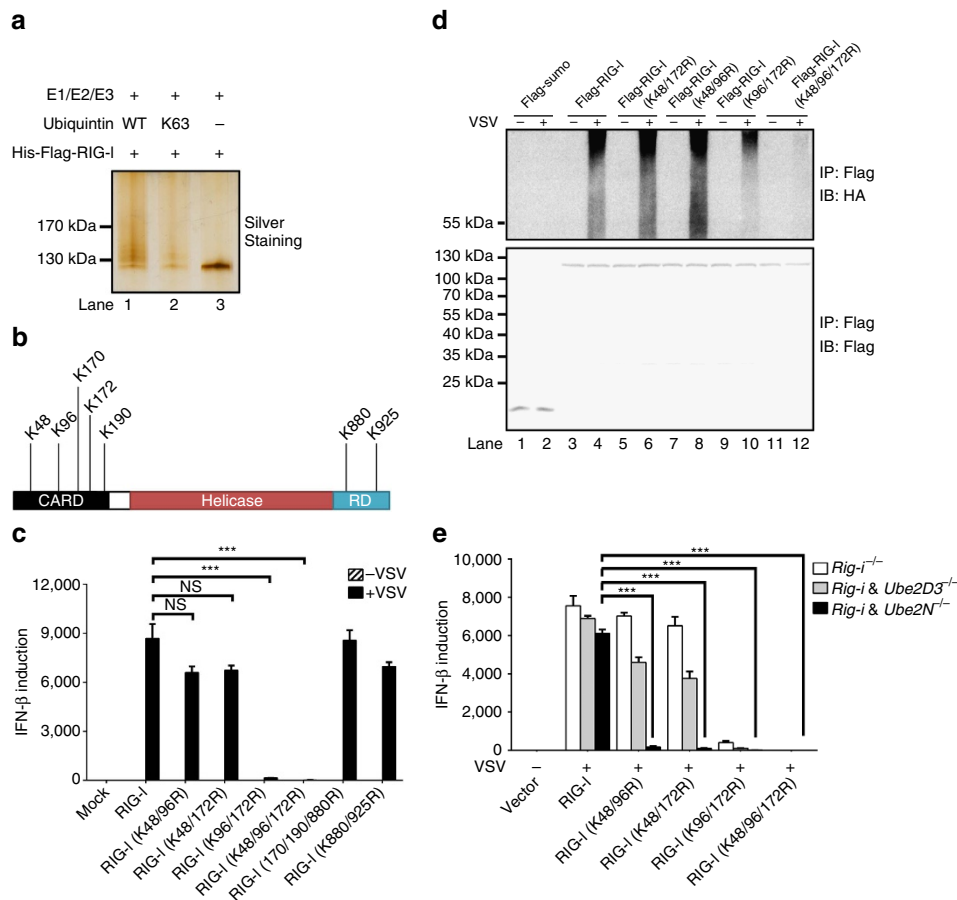 a
E1/E2/E3 + + +
Ubiquintin WT K63 –
His-Flag-RIG-I + + +
170 kDa
130 kDa
Silver
Staining
Lane 1 2 3
b
K48
K96
K170
K172
K190
K880
K925
CARD
Helicase
RD
c
IFN-β induction
12,000
9,000
6,000
3,000
0
***
***
NS
NS
–VSV
+VSV
Mock
RIG-I
RIG-I (K48/96R)
RIG-I (K48/172R)
RIG-I (K96/172R)
RIG-I (K48/96/172R)
RIG-I (170/190/880R)
RIG-I (K880/925R)
d
Flag-sumo
Flag-RIG-I
Flag-RIG-I
(K48/172R)
Flag-RIG-I
(k48/96R)
Flag-RIG-I
(K96/172R)
Flag-RIG-I
(K48/96/172R)
VSV – + – + – + – + – + – +
55 kDa
IP: Flag
IB: HA
130 kDa
100 kDa
70 kDa
55 kDa
40 kDa
35 kDa
25 kDa
IP: Flag
IB: Flag
Lane 1 2 3 4 5 6 7 8 9 10 11 12
e
IFN-β induction
10,000
8,000
6,000
4,000
2,000
0
***
***
***
***
Rig-i–/–
Rig-i & Ube2D3–/–
Rig-i & Ube2N–/–
VSV – + + + + +
Vector
RIG-I
RIG-I (K48/96R)
RIG-I (K48/172R)
RIG-I (K96/172R)
RIG-I (K48/96/172R)